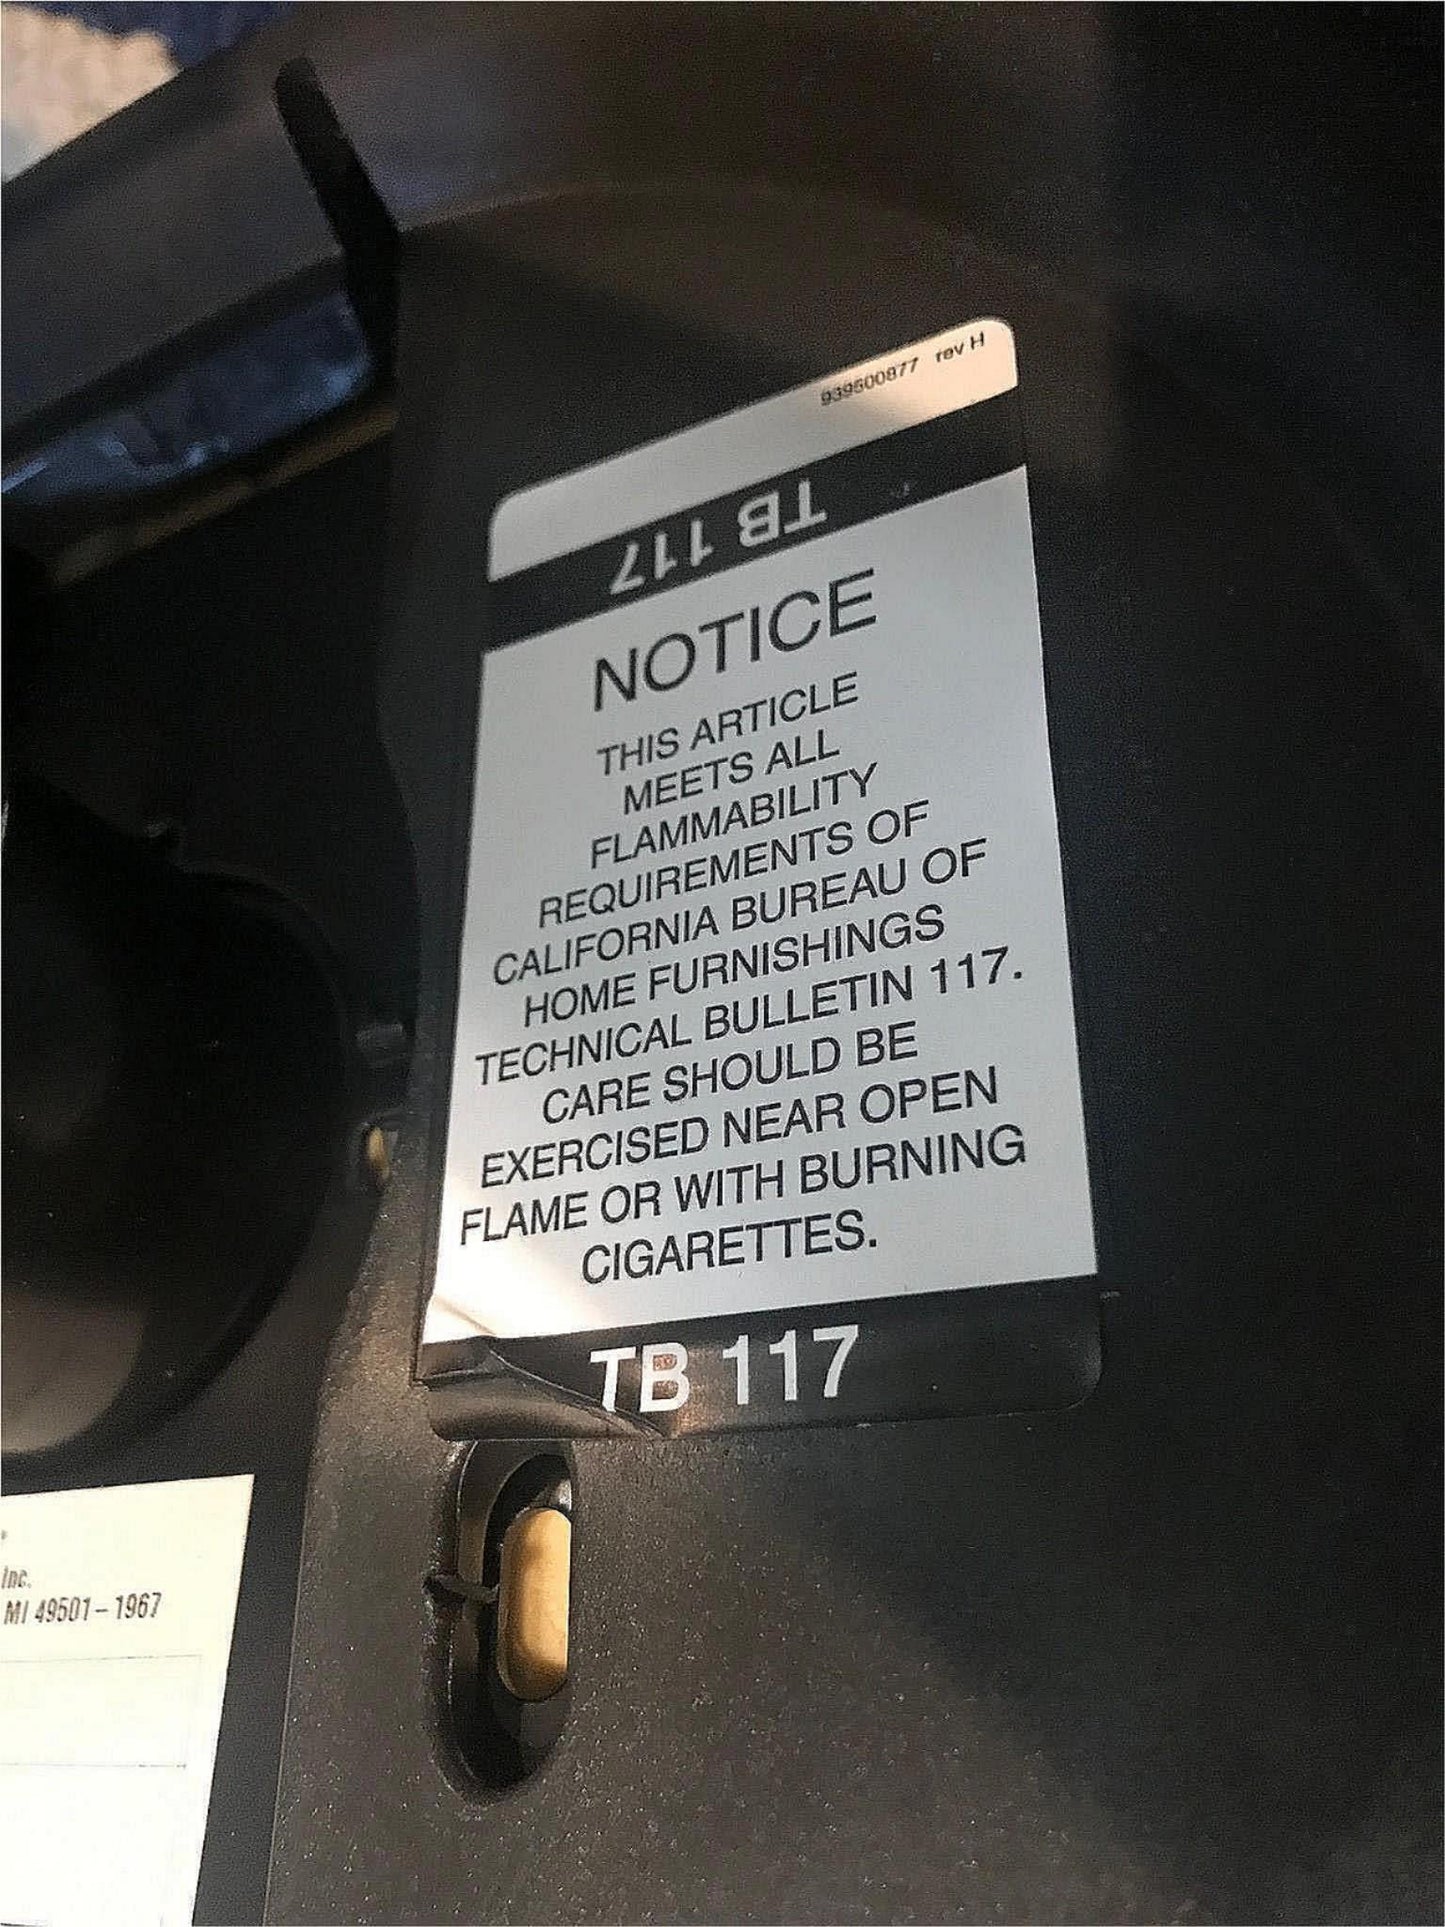 939600877 rev H
TB 117
NOTICE
THIS ARTICLE
MEETS ALL
FLAMMABILITY
REQUIREMENTS OF
CALIFORNIA BUREAU OF
HOME FURNISHINGS
TECHNICAL BULLETIN 117.
CARE SHOULD BE
EXERCISED NEAR OPEN
FLAME OR WITH BURNING
CIGARETTES.
TB 117
Inc.
MI 49501-1967